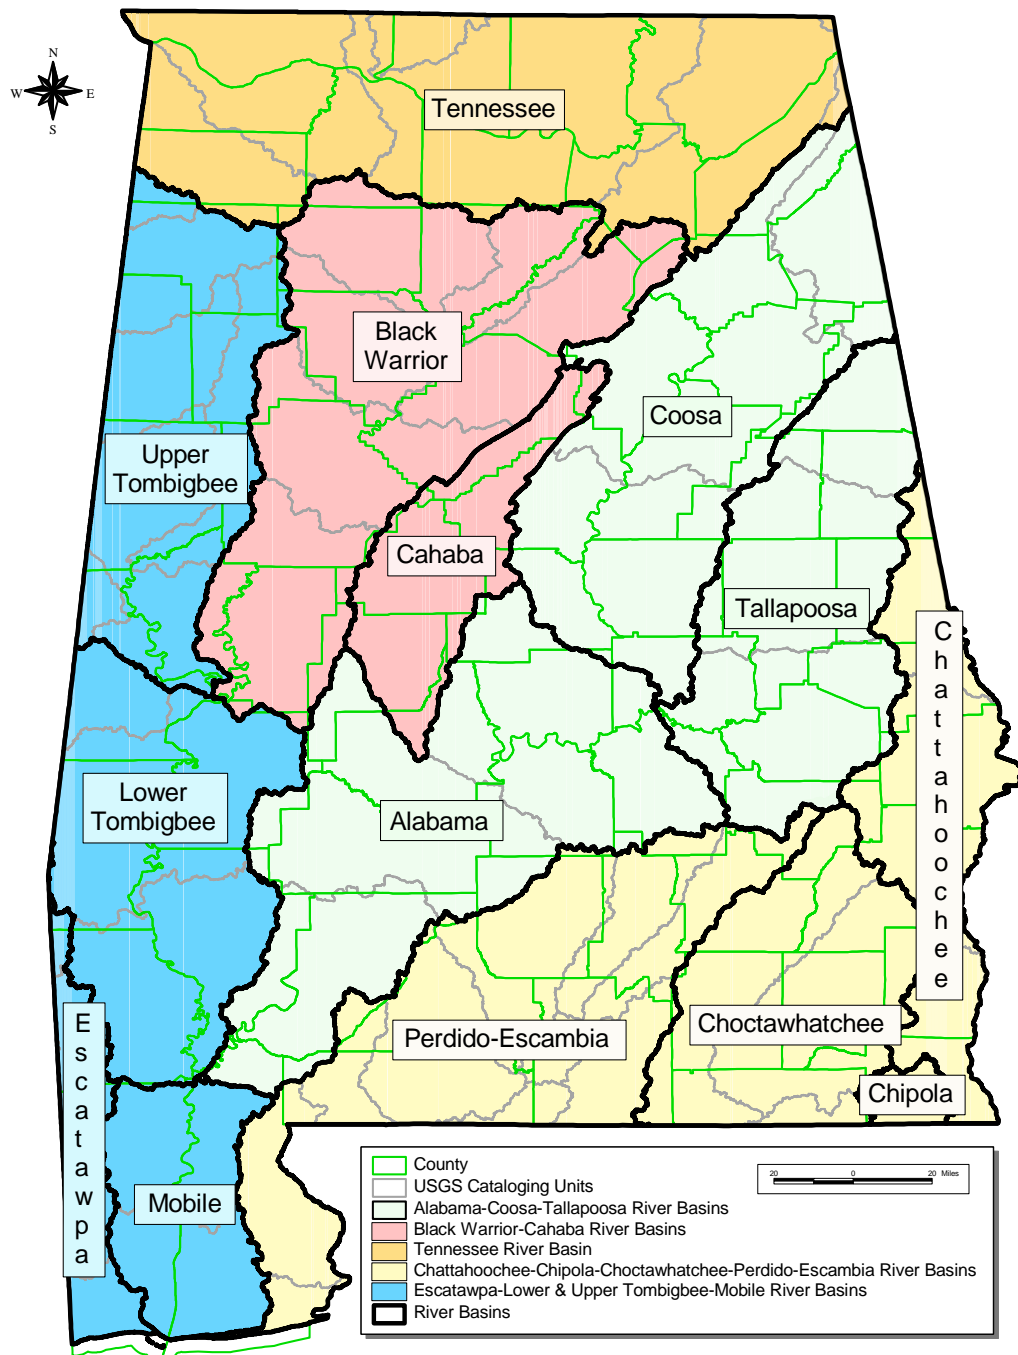 N
W E
S
Tennessee
Black
Warrior
Coosa
Upper
Tombigbee
Cahaba
Tallapoosa
Chattahoochee
Lower
Tombigbee
Alabama
Escatawpa
Perdido-Escambia
Choctawhatchee
Chipola
Mobile
County
USGS Cataloging Units
Alabama-Coosa-Tallapoosa River Basins
Black Warrior-Cahaba River Basins
Tennessee River Basin
Chattahoochee-Chipola-Choctawhatchee-Perdido-Escambia River Basins
Escatawpa-Lower & Upper Tombigbee-Mobile River Basins
River Basins
20 0 20 Miles